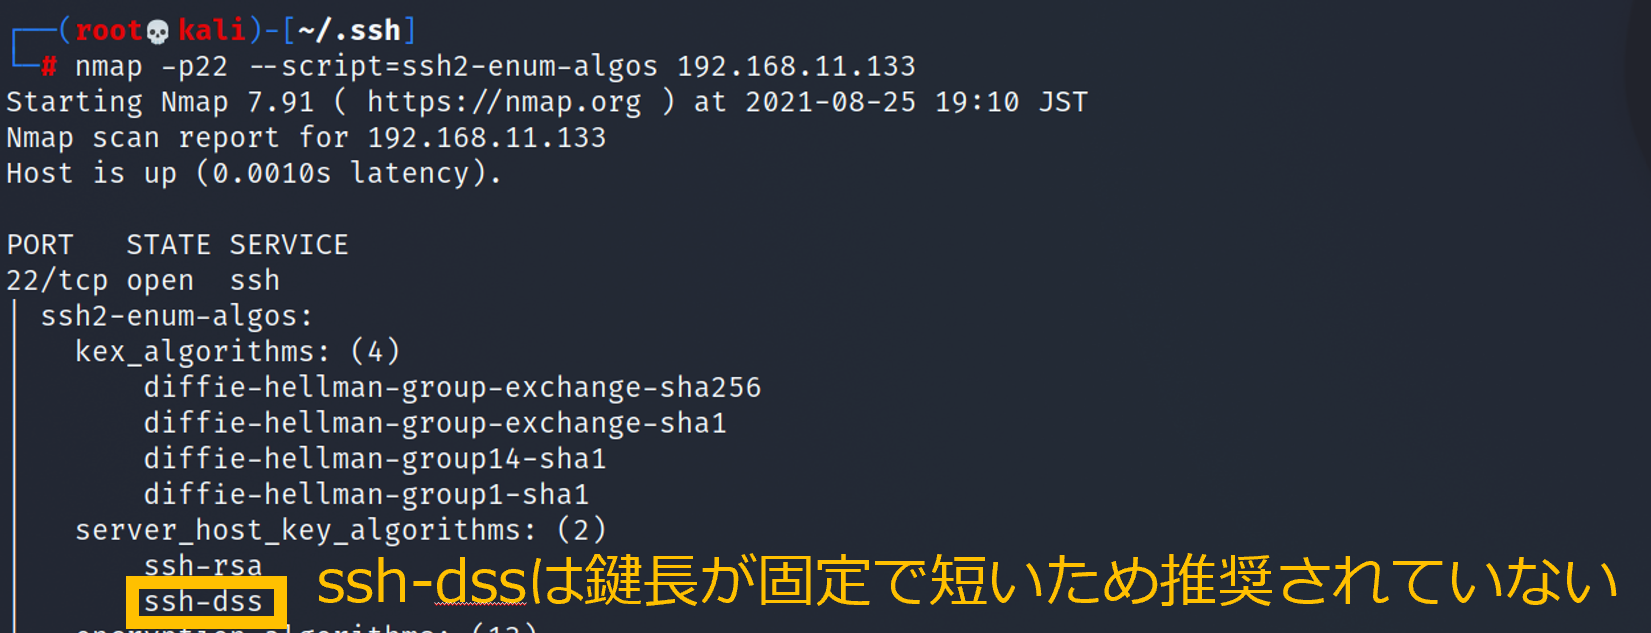 (root💀kali)-[~/.ssh]
# nmap -p22 --script=ssh2-enum-algos 192.168.11.133
Starting Nmap 7.91 ( https://nmap.org ) at 2021-08-25 19:10 JST
Nmap scan report for 192.168.11.133
Host is up (0.0010s latency).
PORT   STATE SERVICE
22/tcp open  ssh
| ssh2-enum-algos:
|   kex_algorithms: (4)
|       diffie-hellman-group-exchange-sha256
|       diffie-hellman-group-exchange-sha1
|       diffie-hellman-group14-sha1
|       diffie-hellman-group1-sha1
|   server_host_key_algorithms: (2)
|       ssh-rsa
|       ssh-dss
ssh-dssは鍵長が固定で短いため推奨されていない
|   encryption_algorithms: (13)